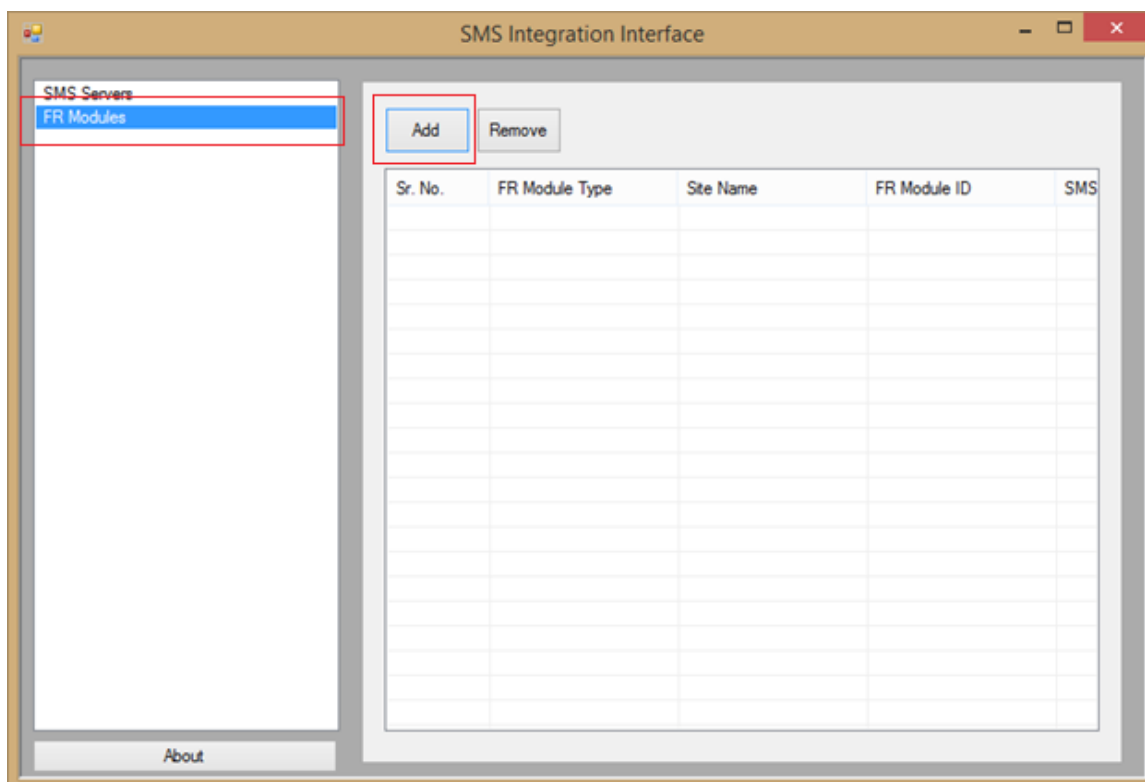 SMS Integration Interface
SMS Servers
FR Modules
Add Remove
Sr. No. FR Module Type Site Name FR Module ID SMS
About